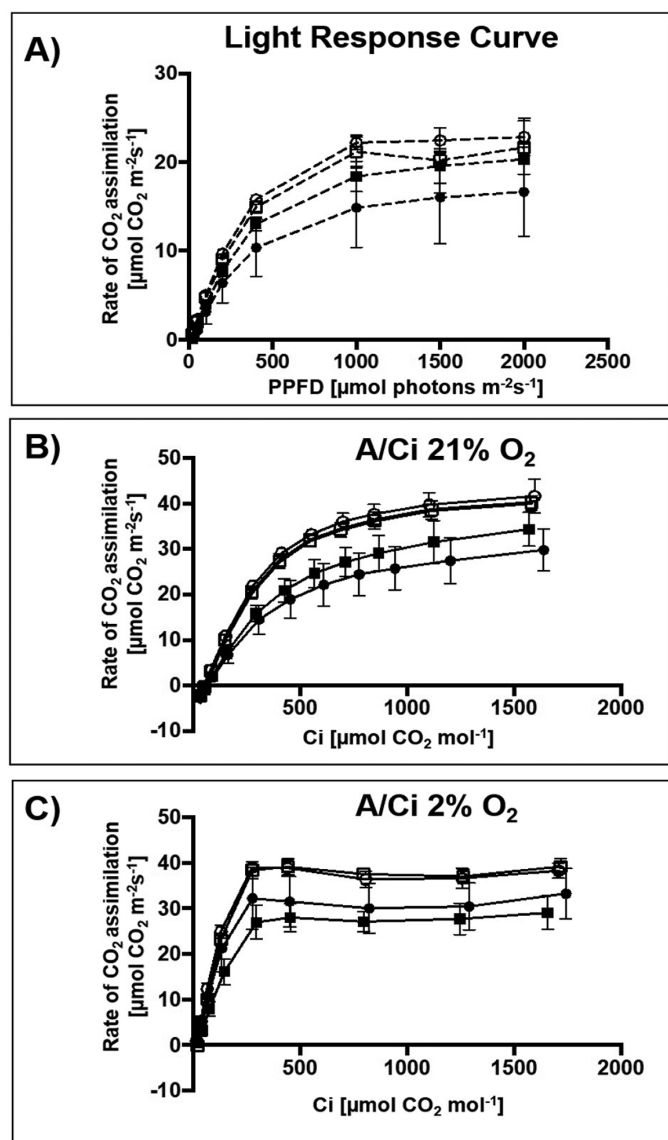 A)
Light Response Curve
Rate of CO₂ assimilation
[µmol CO₂ m⁻²s⁻¹]
30
20
10
0
0 500 1000 1500 2000 2500
PPFD [µmol photons m⁻²s⁻¹]
B)
A/Ci 21% O₂
Rate of CO₂ assimilation
[µmol CO₂ m⁻²s⁻¹]
50
40
30
20
10
0
-10
500 1000 1500 2000
Ci [µmol CO₂ mol⁻¹]
C)
A/Ci 2% O₂
Rate of CO₂ assimilation
[µmol CO₂ m⁻²s⁻¹]
50
40
30
20
10
0
-10
500 1000 1500 2000
Ci [µmol CO₂ mol⁻¹]